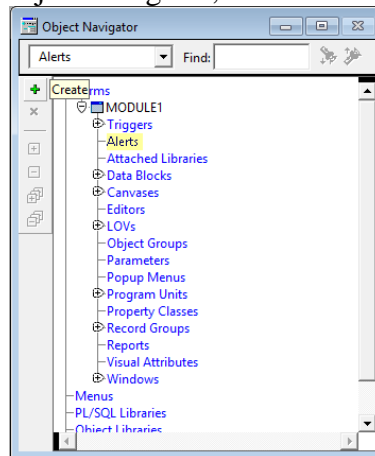 Object Navigator
Alerts
Find:
Create
rms
MODULE1
Triggers
Alerts
Attached Libraries
Data Blocks
Canvases
Editors
LOVs
Object Groups
Parameters
Popup Menus
Program Units
Property Classes
Record Groups
Reports
Visual Attributes
Windows
Menus
PL/SQL Libraries
Object Libraries